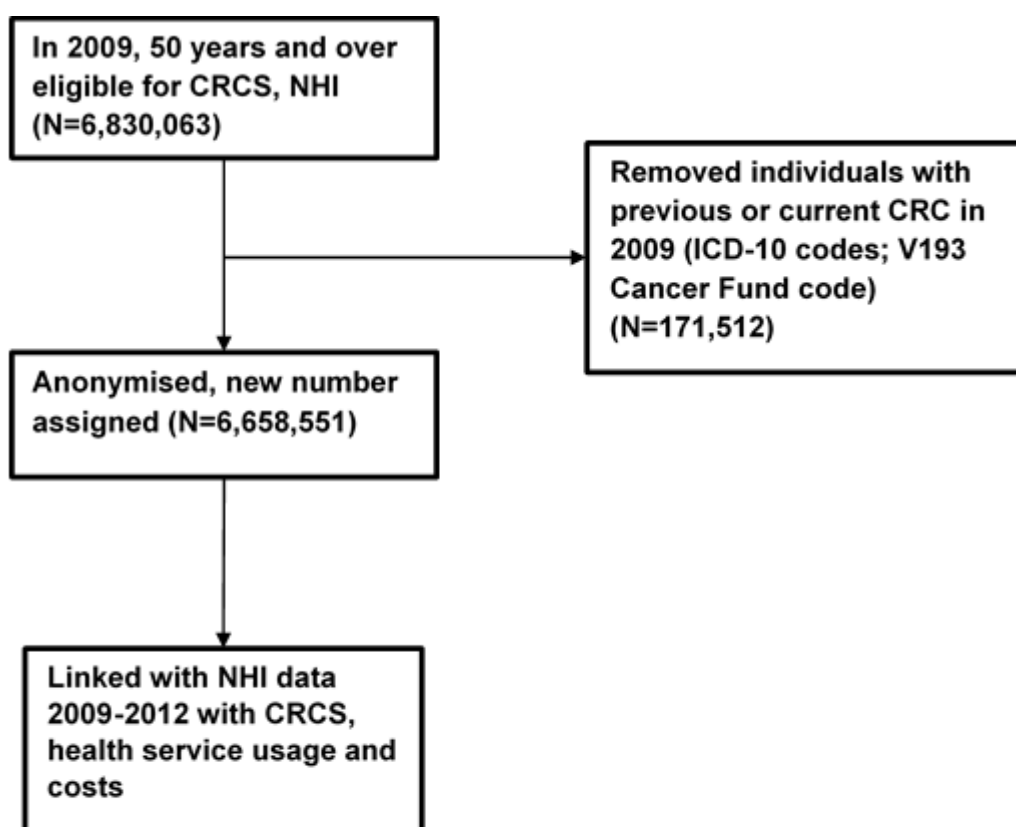 In 2009, 50 years and over
eligible for CRCS, NHI
(N=6,830,063)
Removed individuals with
previous or current CRC in
2009 (ICD-10 codes; V193
Cancer Fund code)
(N=171,512)
Anonymised, new number
assigned (N=6,658,551)
Linked with NHI data
2009-2012 with CRCS,
health service usage and
costs